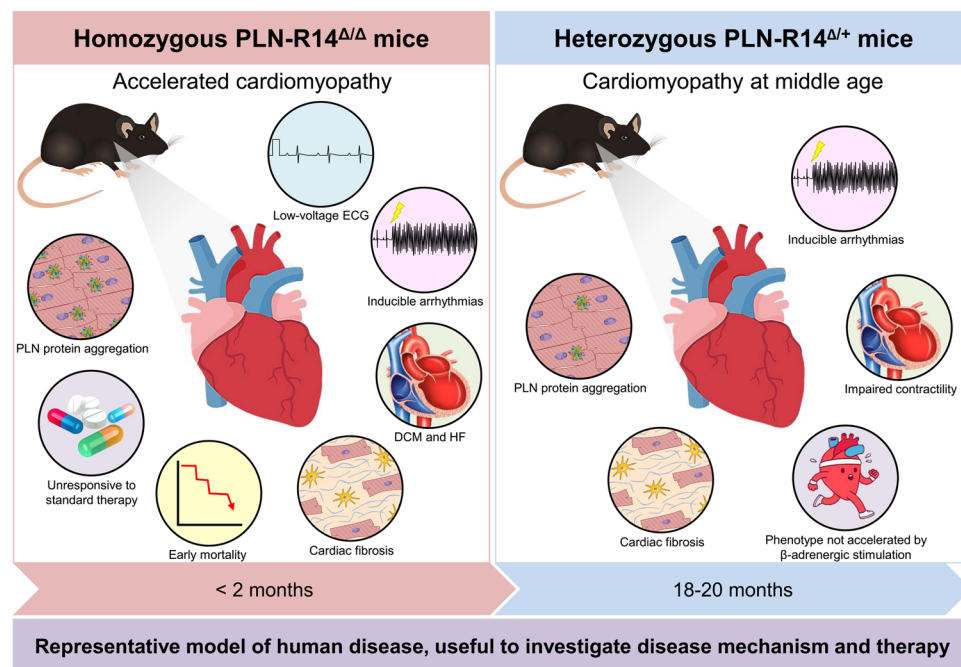 Homozygous PLN-R14Δ/Δ mice
Accelerated cardiomyopathy
Low-voltage ECG
Inducible arrhythmias
PLN protein aggregation
DCM and HF
Unresponsive to
standard therapy
Early mortality
Cardiac fibrosis
< 2 months
Heterozygous PLN-R14Δ/+ mice
Cardiomyopathy at middle age
Inducible arrhythmias
PLN protein aggregation
Impaired contractility
Cardiac fibrosis
Phenotype not accelerated by
β-adrenergic stimulation
18-20 months
Representative model of human disease, useful to investigate disease mechanism and therapy